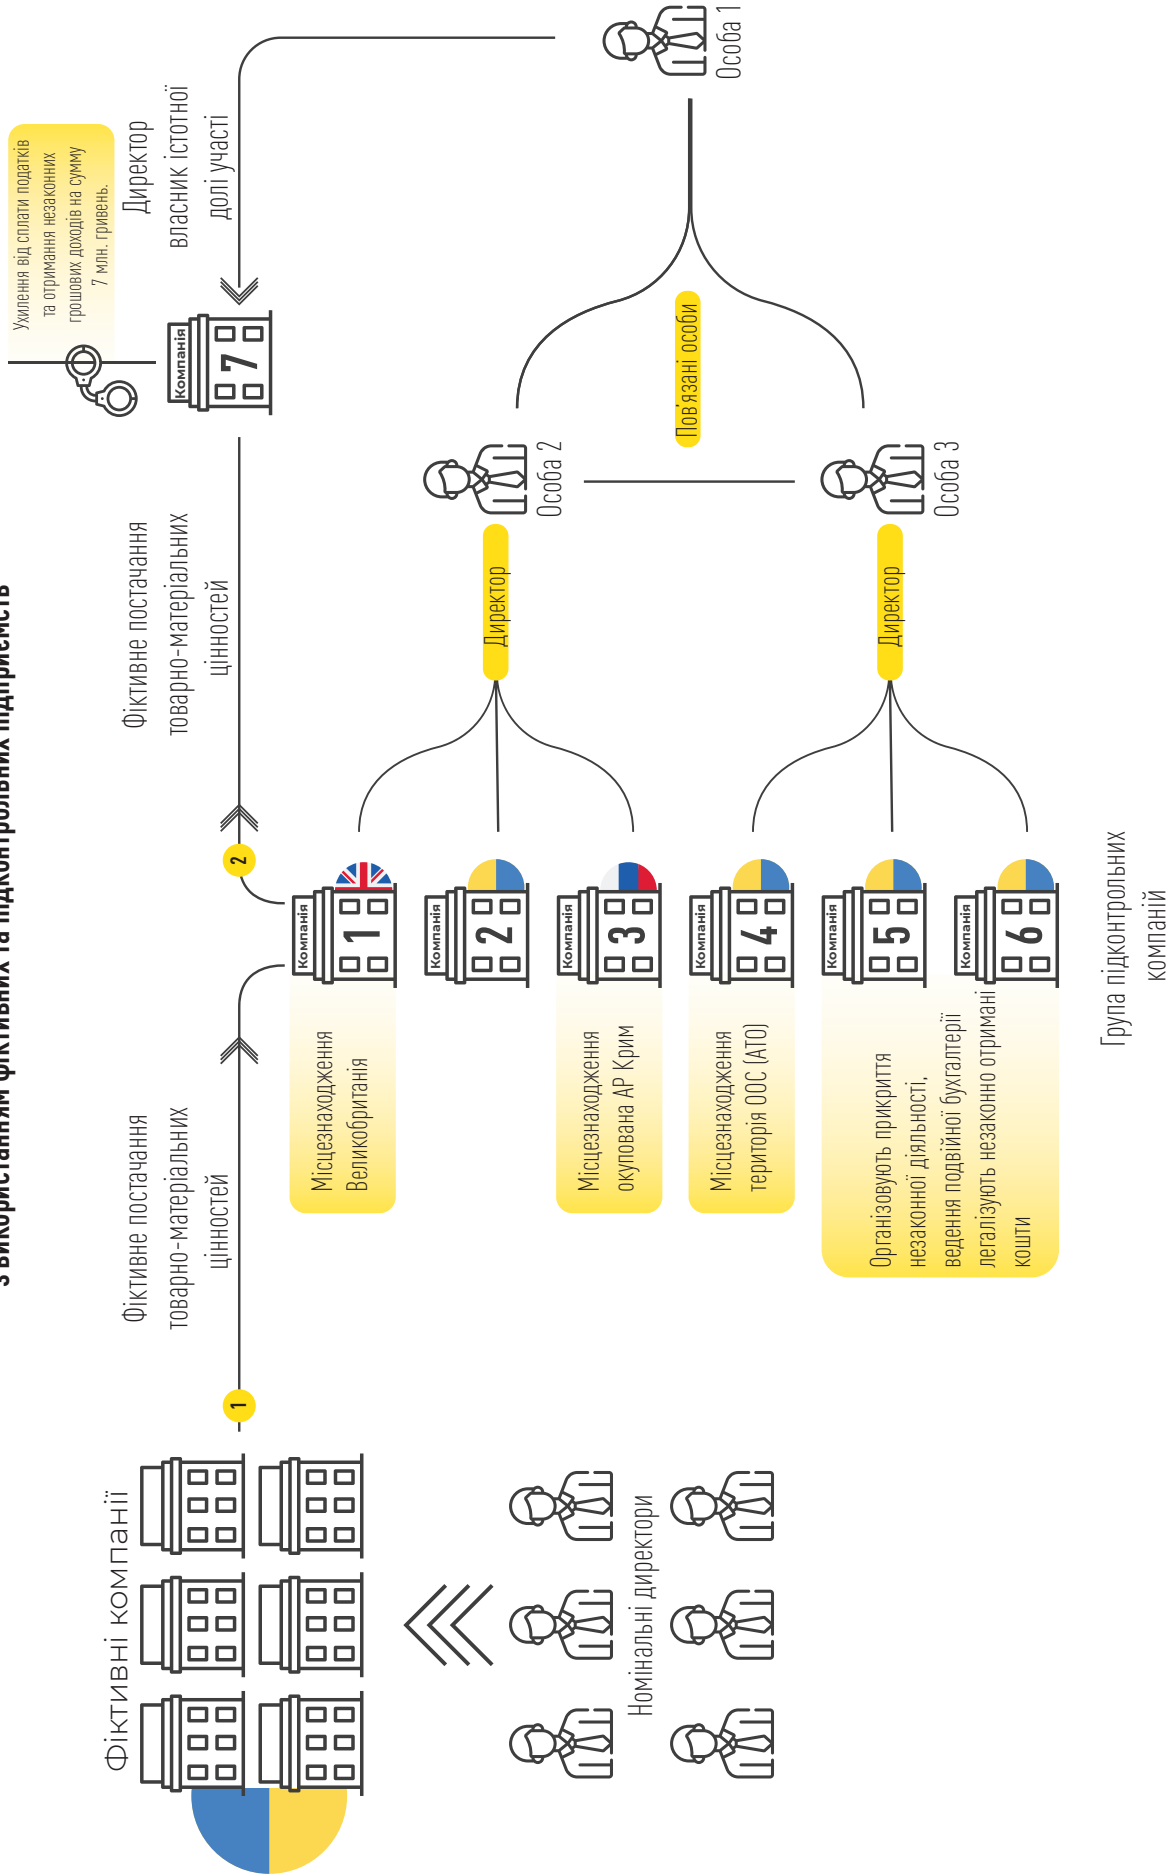 з використанням фіктивних та підконтрольних підприємств
Фіктивні компанії
1
Фіктивне постачання
товарно-матеріальних
цінностей
2
Фіктивне постачання
товарно-матеріальних
цінностей
Ухилення від сплати податків
та отримання незаконних
грошових доходів на сумму
7 млн. гривень.
Компанія
7
Директор
власник істотної
долі участі
Номінальні директори
Місцезнаходження
Великобританія
Компанія
1
Компанія
2
Місцезнаходження
окупована АР Крим
Компанія
3
Місцезнаходження
територія ООС (АТО)
Компанія
4
Організовують прикриття
незаконної діяльності,
ведення подвійної бухгалтерії
легалізують незаконно отримані
кошти
Компанія
5
Компанія
6
Група підконтрольних
компаній
Директор
Особа 2
Директор
Особа 3
Пов'язані особи
Особа 1